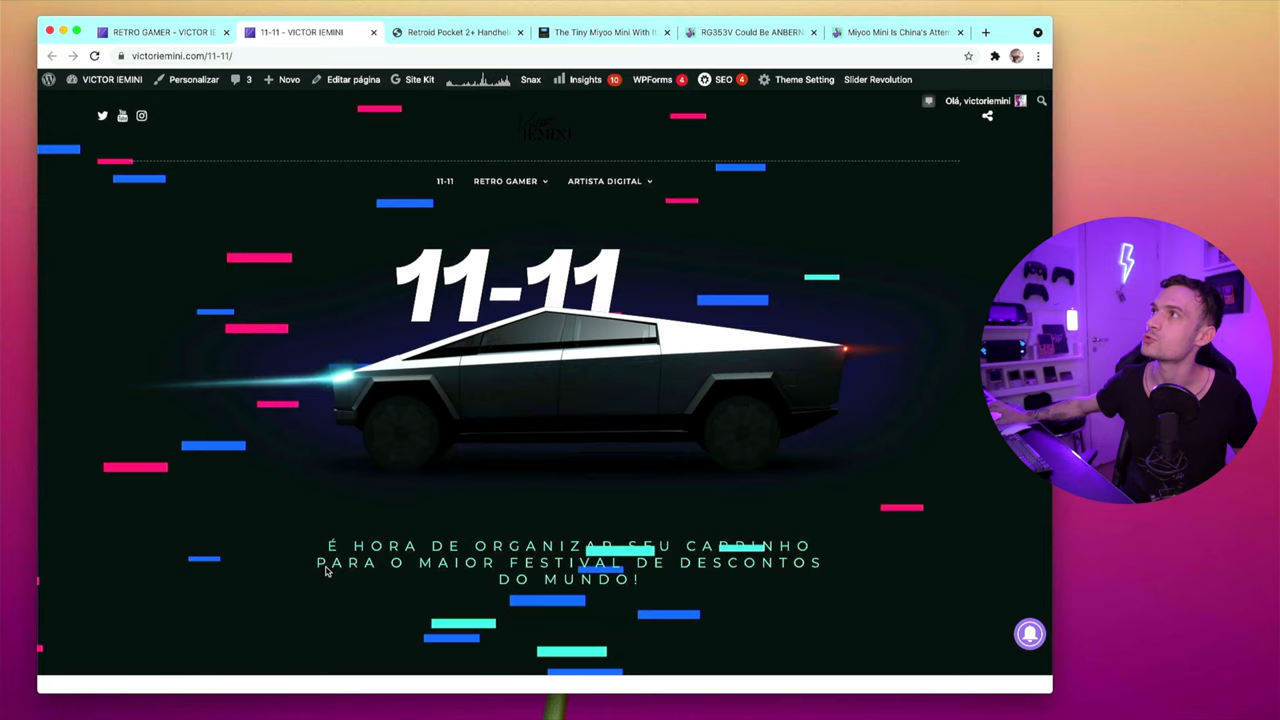 RETRO GAMER - VICTOR IE
11-11 - VICTOR IEMINI
Retroid Pocket 2+ Handhel
The Tiny Miyoo Mini With I
RG353V Could Be ANBERN
Miyoo Mini Is China's Atten
victoriemini.com/11-11/
VICTOR IEMINI
Personalizar
3
Novo
Editar página
Site Kit
Snax
Insights 10
WPForms 4
SEO 4
Theme Setting
Slider Revolution
Olá, victoriemini
IEMINI
11-11
RETRO GAMER
ARTISTA DIGITAL
11-11
É HORA DE ORGANIZAR SEU CARRINHO
PARA O MAIOR FESTIVAL DE DESCONTOS
DO MUNDO!